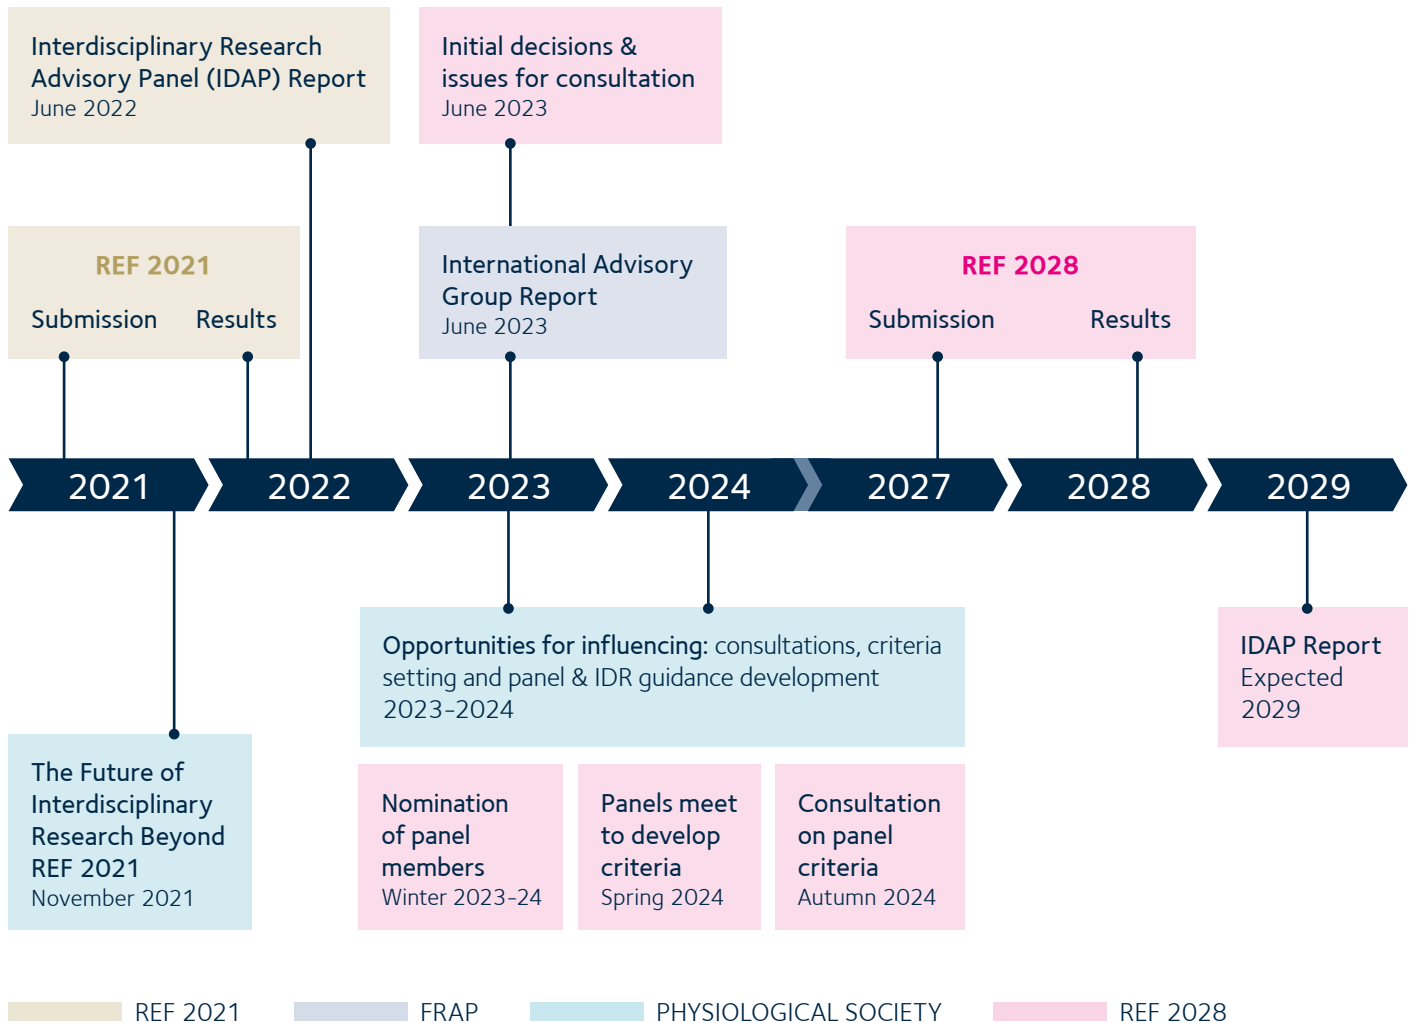 Interdisciplinary Research
Advisory Panel (IDAP) Report
June 2022
Initial decisions &
issues for consultation
June 2023
REF 2021
Submission
Results
International Advisory
Group Report
June 2023
REF 2028
Submission
Results
2021
2022
2023
2024
2027
2028
2029
Opportunities for influencing: consultations, criteria
setting and panel & IDR guidance development
2023–2024
IDAP Report
Expected
2029
The Future of
Interdisciplinary
Research Beyond
REF 2021
November 2021
Nomination
of panel
members
Winter 2023–24
Panels meet
to develop
criteria
Spring 2024
Consultation
on panel
criteria
Autumn 2024
REF 2021
FRAP
PHYSIOLOGICAL SOCIETY
REF 2028